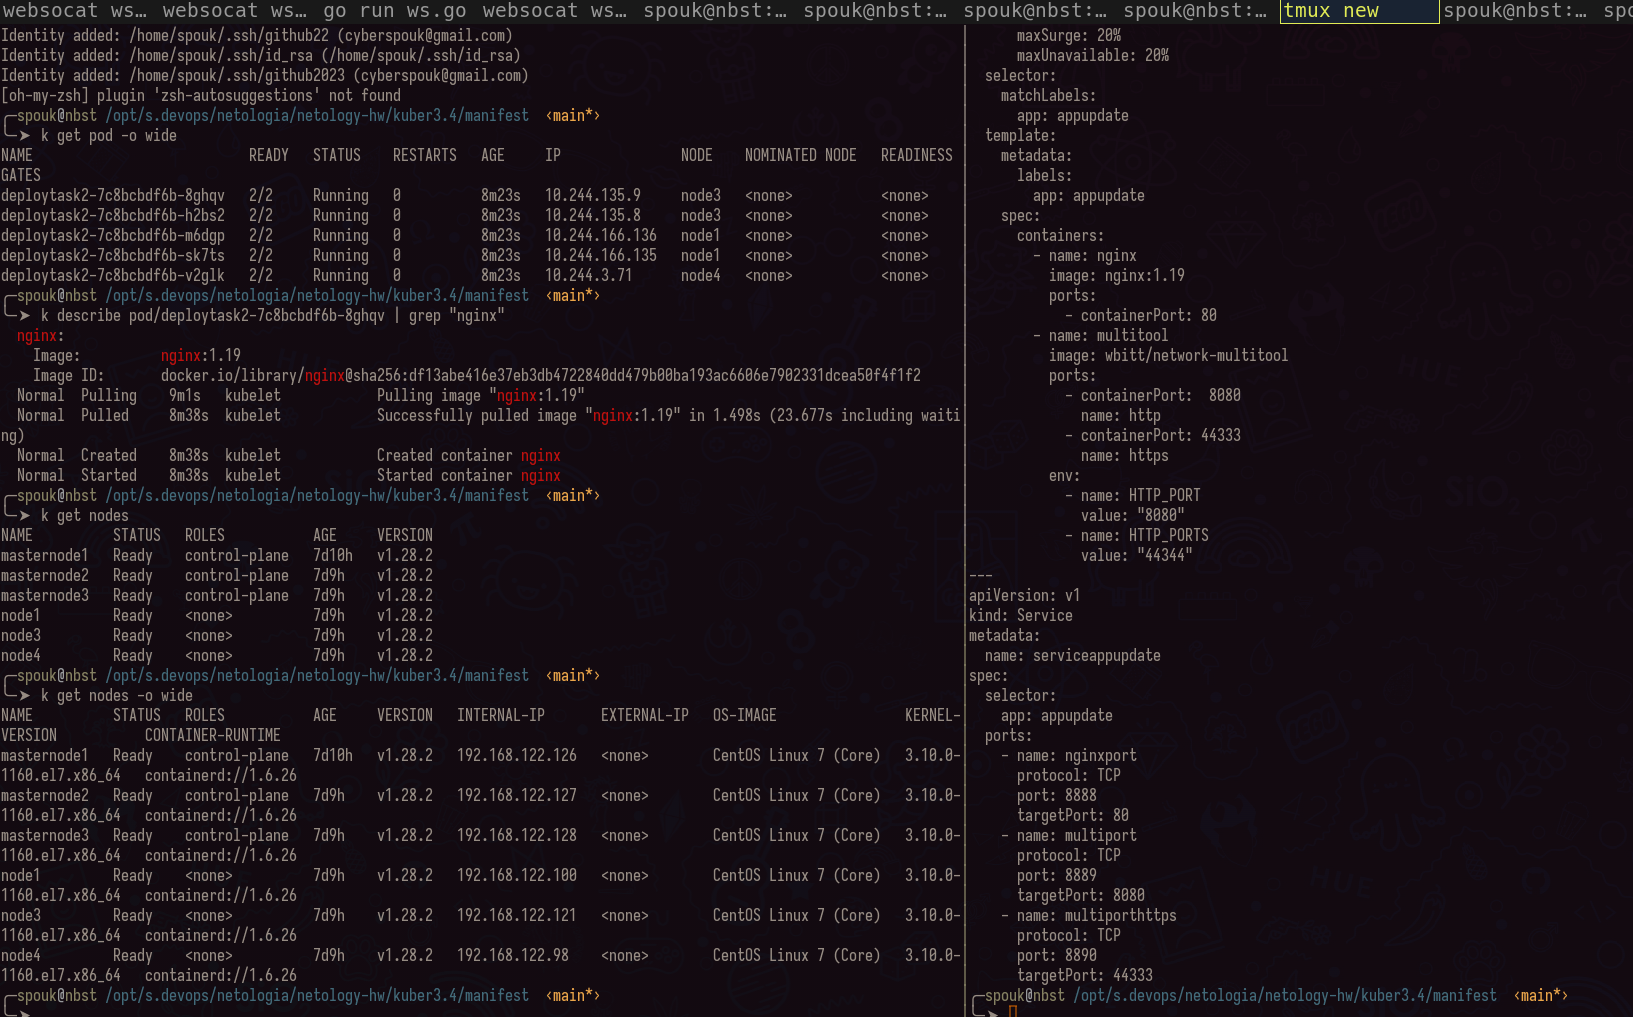 websocat ws… websocat ws… go run ws.go websocat ws… spouk@nbst:… spouk@nbst:… spouk@nbst:… spouk@nbst:… tmux new spouk@nbst:… spo
Identity added: /home/spouk/.ssh/github22 (cyberspouk@gmail.com)
Identity added: /home/spouk/.ssh/id_rsa (/home/spouk/.ssh/id_rsa)
Identity added: /home/spouk/.ssh/github2023 (cyberspouk@gmail.com)
[oh-my-zsh] plugin 'zsh-autosuggestions' not found
╭─spouk@nbst /opt/s.devops/netologia/netology-hw/kuber3.4/manifest  ‹main*›
╰─➤  k get pod -o wide
NAME                           READY   STATUS    RESTARTS   AGE     IP               NODE    NOMINATED NODE   READINESS
GATES
deploytask2-7c8bcbdf6b-8ghqv   2/2     Running   0          8m23s   10.244.135.9     node3   <none>           <none>
deploytask2-7c8bcbdf6b-h2bs2   2/2     Running   0          8m23s   10.244.135.8     node3   <none>           <none>
deploytask2-7c8bcbdf6b-m6dgp   2/2     Running   0          8m23s   10.244.166.136   node1   <none>           <none>
deploytask2-7c8bcbdf6b-sk7ts   2/2     Running   0          8m23s   10.244.166.135   node1   <none>           <none>
deploytask2-7c8bcbdf6b-v2glk   2/2     Running   0          8m23s   10.244.3.71      node4   <none>           <none>
╭─spouk@nbst /opt/s.devops/netologia/netology-hw/kuber3.4/manifest  ‹main*›
╰─➤  k describe pod/deploytask2-7c8bcbdf6b-8ghqv | grep "nginx"
  nginx:
    Image:          nginx:1.19
    Image ID:       docker.io/library/nginx@sha256:df13abe416e37eb3db4722840dd479b00ba193ac6606e7902331dcea50f4f1f2
  Normal  Pulling    9m1s   kubelet            Pulling image "nginx:1.19"
  Normal  Pulled     8m38s  kubelet            Successfully pulled image "nginx:1.19" in 1.498s (23.677s including waiti
ng)
  Normal  Created    8m38s  kubelet            Created container nginx
  Normal  Started    8m38s  kubelet            Started container nginx
╭─spouk@nbst /opt/s.devops/netologia/netology-hw/kuber3.4/manifest  ‹main*›
╰─➤  k get nodes
NAME          STATUS   ROLES           AGE     VERSION
masternode1   Ready    control-plane   7d10h   v1.28.2
masternode2   Ready    control-plane   7d9h    v1.28.2
masternode3   Ready    control-plane   7d9h    v1.28.2
node1         Ready    <none>          7d9h    v1.28.2
node3         Ready    <none>          7d9h    v1.28.2
node4         Ready    <none>          7d9h    v1.28.2
╭─spouk@nbst /opt/s.devops/netologia/netology-hw/kuber3.4/manifest  ‹main*›
╰─➤  k get nodes -o wide
NAME          STATUS   ROLES           AGE     VERSION   INTERNAL-IP       EXTERNAL-IP   OS-IMAGE                KERNEL-
VERSION           CONTAINER-RUNTIME
masternode1   Ready    control-plane   7d10h   v1.28.2   192.168.122.126   <none>        CentOS Linux 7 (Core)   3.10.0-
1160.el7.x86_64   containerd://1.6.26
masternode2   Ready    control-plane   7d9h    v1.28.2   192.168.122.127   <none>        CentOS Linux 7 (Core)   3.10.0-
1160.el7.x86_64   containerd://1.6.26
masternode3   Ready    control-plane   7d9h    v1.28.2   192.168.122.128   <none>        CentOS Linux 7 (Core)   3.10.0-
1160.el7.x86_64   containerd://1.6.26
node1         Ready    <none>          7d9h    v1.28.2   192.168.122.100   <none>        CentOS Linux 7 (Core)   3.10.0-
1160.el7.x86_64   containerd://1.6.26
node3         Ready    <none>          7d9h    v1.28.2   192.168.122.121   <none>        CentOS Linux 7 (Core)   3.10.0-
1160.el7.x86_64   containerd://1.6.26
node4         Ready    <none>          7d9h    v1.28.2   192.168.122.98    <none>        CentOS Linux 7 (Core)   3.10.0-
1160.el7.x86_64   containerd://1.6.26
╭─spouk@nbst /opt/s.devops/netologia/netology-hw/kuber3.4/manifest  ‹main*›
╰─➤
      maxSurge: 20%
      maxUnavailable: 20%
  selector:
    matchLabels:
      app: appupdate
  template:
    metadata:
      labels:
        app: appupdate
    spec:
      containers:
        - name: nginx
          image: nginx:1.19
          ports:
            - containerPort: 80
        - name: multitool
          image: wbitt/network-multitool
          ports:
            - containerPort:  8080
              name: http
            - containerPort: 44333
              name: https
          env:
            - name: HTTP_PORT
              value: "8080"
            - name: HTTP_PORTS
              value: "44344"
---
apiVersion: v1
kind: Service
metadata:
  name: serviceappupdate
spec:
  selector:
    app: appupdate
  ports:
    - name: nginxport
      protocol: TCP
      port: 8888
      targetPort: 80
    - name: multiport
      protocol: TCP
      port: 8889
      targetPort: 8080
    - name: multiporthttps
      protocol: TCP
      port: 8890
      targetPort: 44333
╭─spouk@nbst /opt/s.devops/netologia/netology-hw/kuber3.4/manifest  ‹main*›
╰─➤